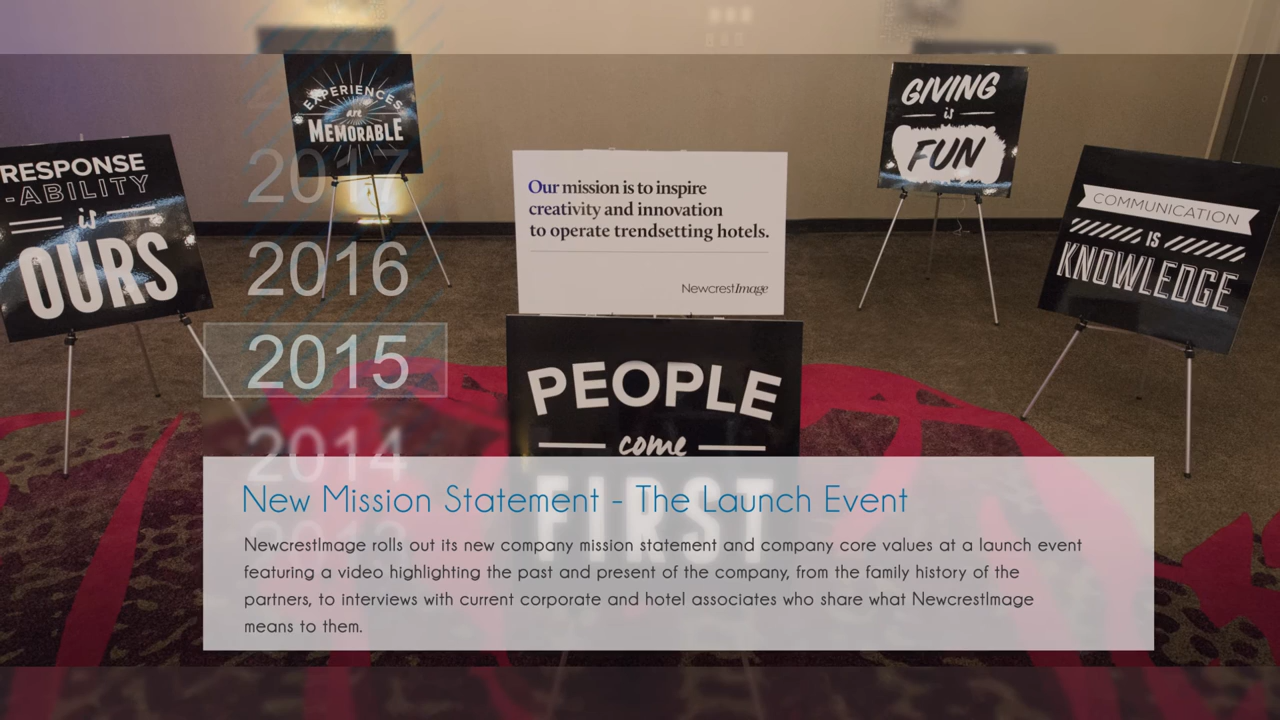 EXPERIENCES
are
MEMORABLE
GIVING
is
FUN
RESPONSE
-ABILITY
is
OURS
Our mission is to inspire
creativity and innovation
to operate trendsetting hotels.
NewcrestImage
COMMUNICATION
IS
KNOWLEDGE
2017
2016
2015
2014
2013
PEOPLE
come
FIRST
New Mission Statement - The Launch Event
NewcrestImage rolls out its new company mission statement and company core values at a launch event
featuring a video highlighting the past and present of the company, from the family history of the
partners, to interviews with current corporate and hotel associates who share what NewcrestImage
means to them.